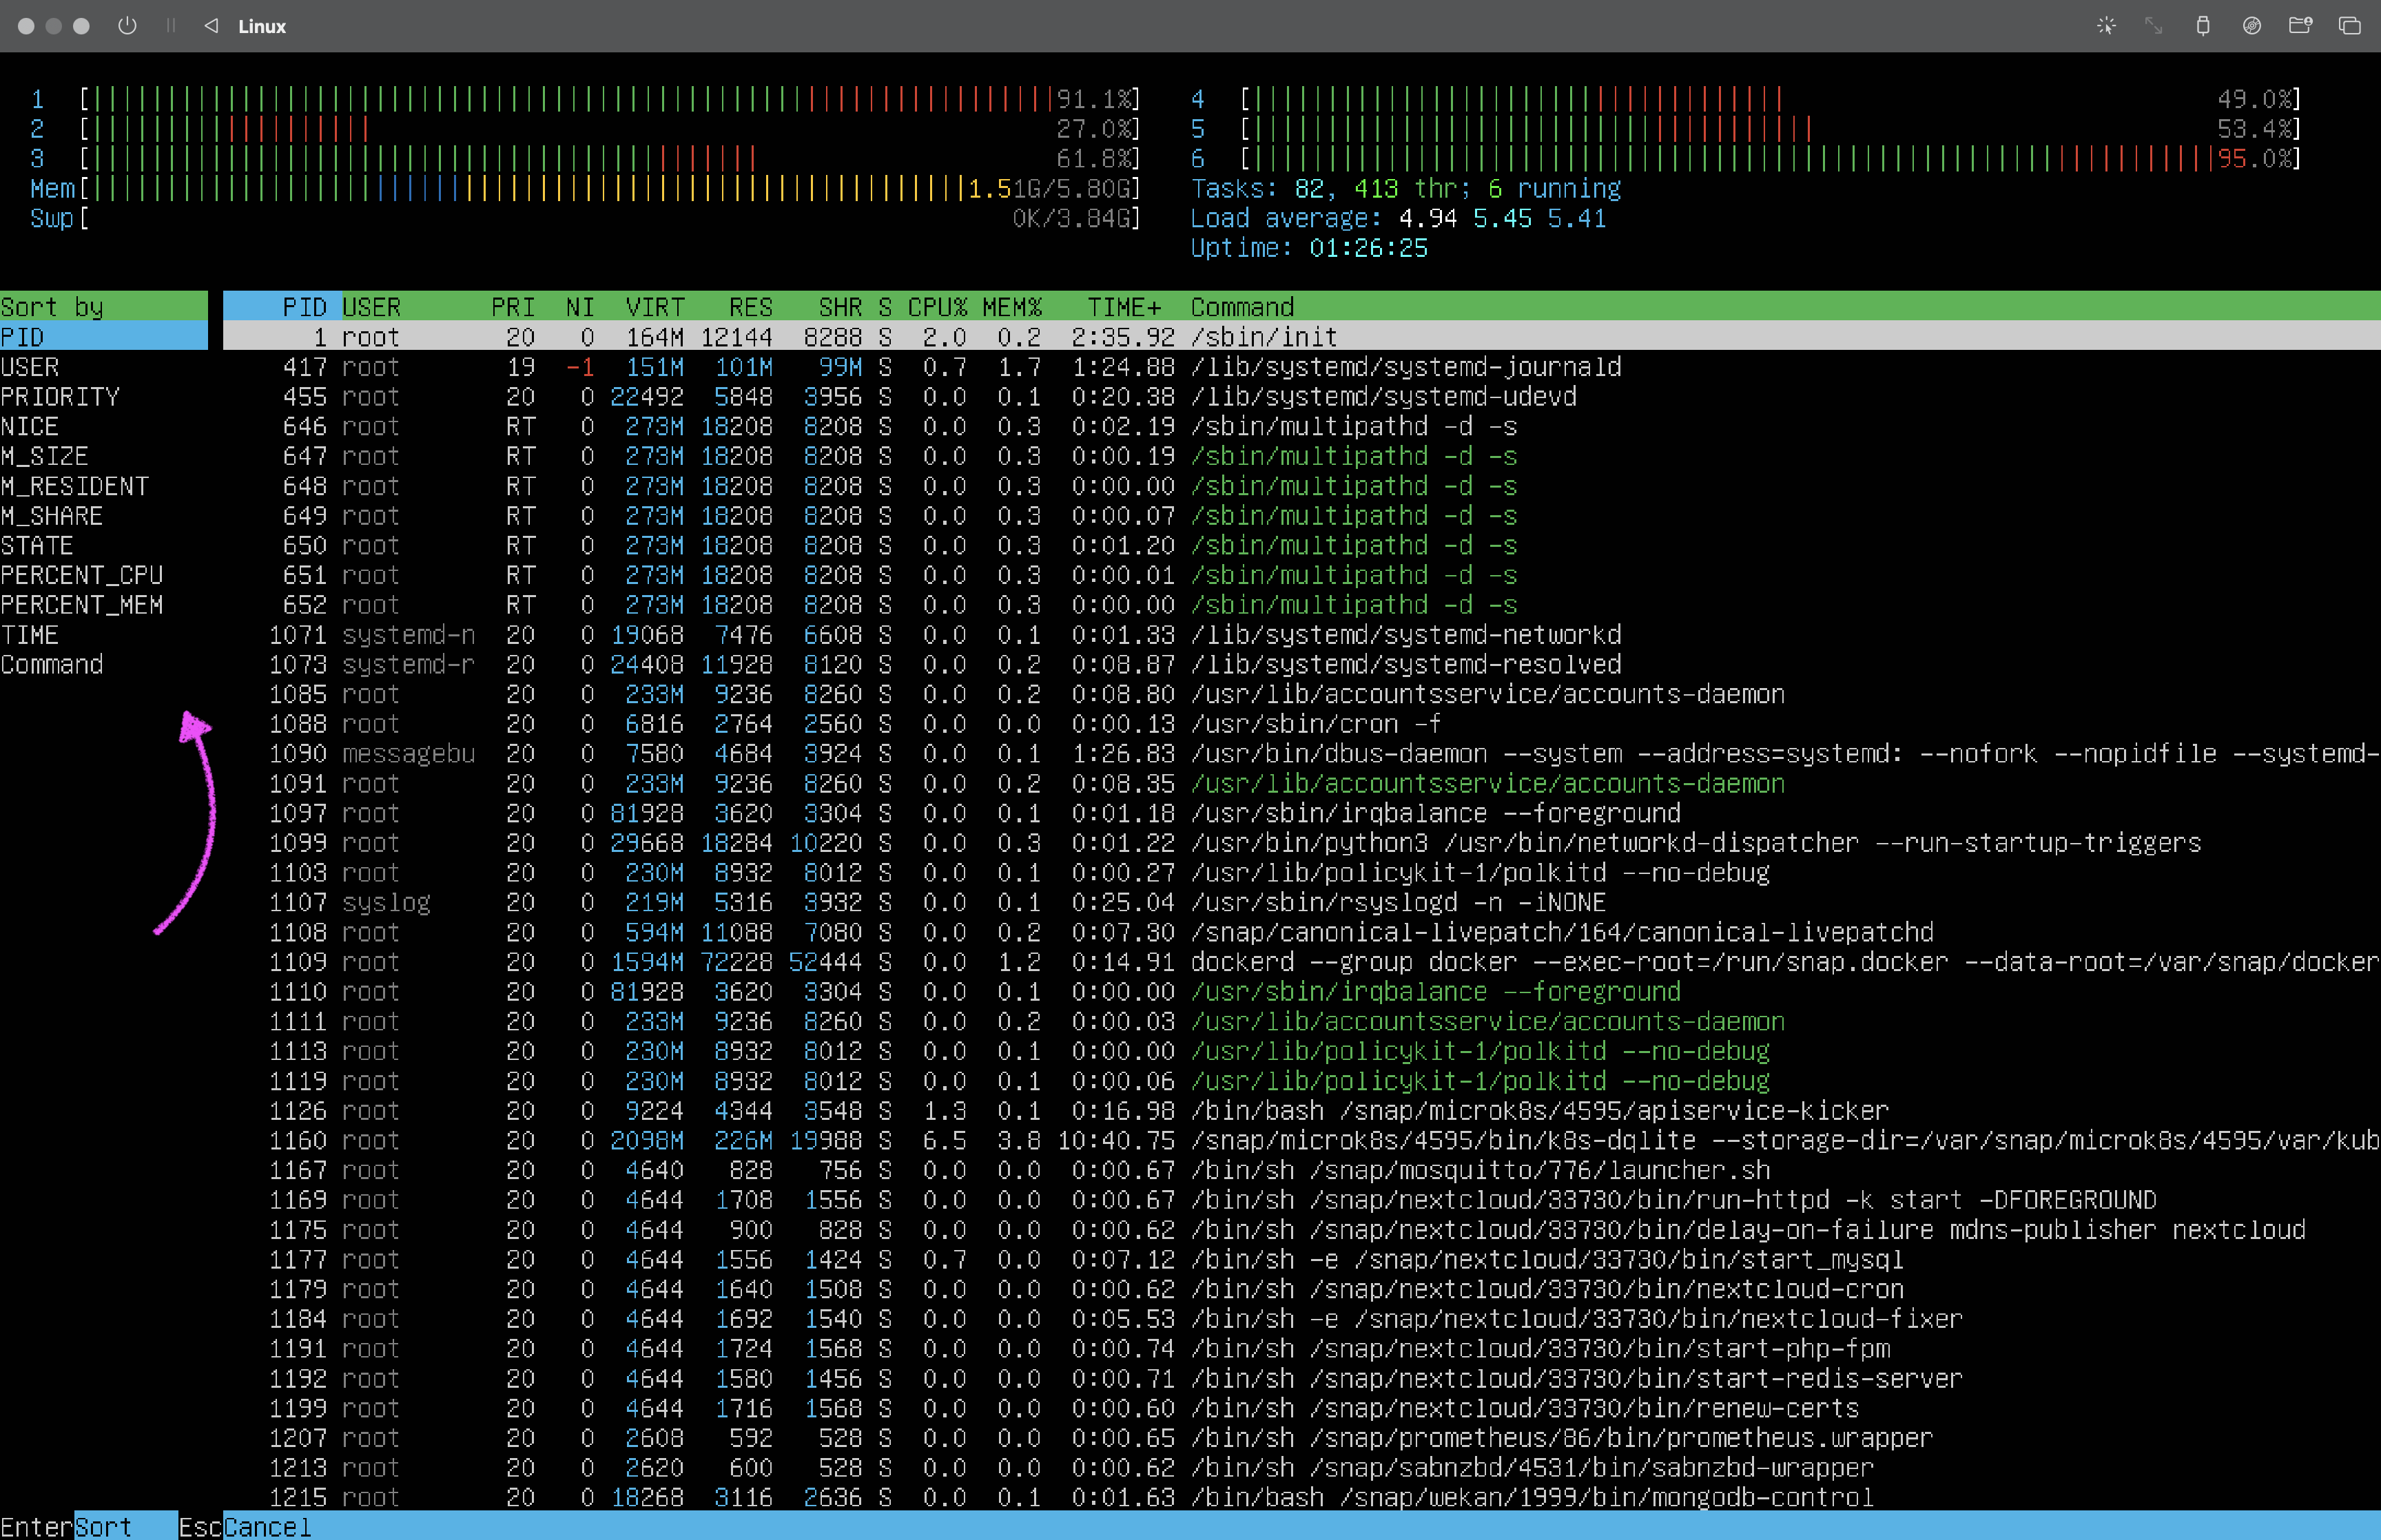 Linux
1 [91.1%] 4 [49.0%]
2 [27.0%] 5 [53.4%]
3 [61.8%] 6 [95.0%]
Mem[1.51G/5.80G] Tasks: 82, 413 thr; 6 running
Swp[0K/3.84G] Load average: 4.94 5.45 5.41
Uptime: 01:26:25
Sort by PID USER PRI NI VIRT RES SHR S CPU% MEM% TIME+ Command
PID 1 root 20 0 164M 12144 8288 S 2.0 0.2 2:35.92 /sbin/init
USER 417 root 19 -1 151M 101M 99M S 0.7 1.7 1:24.88 /lib/systemd/systemd-journald
PRIORITY 455 root 20 0 22492 5848 3956 S 0.0 0.1 0:20.38 /lib/systemd/systemd-udevd
NICE 646 root RT 0 273M 18208 8208 S 0.0 0.3 0:02.19 /sbin/multipathd -d -s
M_SIZE 647 root RT 0 273M 18208 8208 S 0.0 0.3 0:00.19 /sbin/multipathd -d -s
M_RESIDENT 648 root RT 0 273M 18208 8208 S 0.0 0.3 0:00.00 /sbin/multipathd -d -s
M_SHARE 649 root RT 0 273M 18208 8208 S 0.0 0.3 0:00.07 /sbin/multipathd -d -s
STATE 650 root RT 0 273M 18208 8208 S 0.0 0.3 0:01.20 /sbin/multipathd -d -s
PERCENT_CPU 651 root RT 0 273M 18208 8208 S 0.0 0.3 0:00.01 /sbin/multipathd -d -s
PERCENT_MEM 652 root RT 0 273M 18208 8208 S 0.0 0.3 0:00.00 /sbin/multipathd -d -s
TIME 1071 systemd-n 20 0 19068 7476 6608 S 0.0 0.1 0:01.33 /lib/systemd/systemd-networkd
Command 1073 systemd-r 20 0 24408 11928 8120 S 0.0 0.2 0:08.87 /lib/systemd/systemd-resolved
1085 root 20 0 233M 9236 8260 S 0.0 0.2 0:08.80 /usr/lib/accountsservice/accounts-daemon
1088 root 20 0 6816 2764 2560 S 0.0 0.0 0:00.13 /usr/sbin/cron -f
1090 messagebu 20 0 7580 4684 3924 S 0.0 0.1 1:26.83 /usr/bin/dbus-daemon --system --address=systemd: --nofork --nopidfile --systemd-
1091 root 20 0 233M 9236 8260 S 0.0 0.2 0:08.35 /usr/lib/accountsservice/accounts-daemon
1097 root 20 0 81928 3620 3304 S 0.0 0.1 0:01.18 /usr/sbin/irqbalance --foreground
1099 root 20 0 29668 18284 10220 S 0.0 0.3 0:01.22 /usr/bin/python3 /usr/bin/networkd-dispatcher --run-startup-triggers
1103 root 20 0 230M 8932 8012 S 0.0 0.1 0:00.27 /usr/lib/policykit-1/polkitd --no-debug
1107 syslog 20 0 219M 5316 3932 S 0.0 0.1 0:25.04 /usr/sbin/rsyslogd -n -iNONE
1108 root 20 0 594M 11088 7080 S 0.0 0.2 0:07.30 /snap/canonical-livepatch/164/canonical-livepatchd
1109 root 20 0 1594M 72228 52444 S 0.0 1.2 0:14.91 dockerd --group docker --exec-root=/run/snap.docker --data-root=/var/snap/docker
1110 root 20 0 81928 3620 3304 S 0.0 0.1 0:00.00 /usr/sbin/irqbalance --foreground
1111 root 20 0 233M 9236 8260 S 0.0 0.2 0:00.03 /usr/lib/accountsservice/accounts-daemon
1113 root 20 0 230M 8932 8012 S 0.0 0.1 0:00.00 /usr/lib/policykit-1/polkitd --no-debug
1119 root 20 0 230M 8932 8012 S 0.0 0.1 0:00.06 /usr/lib/policykit-1/polkitd --no-debug
1126 root 20 0 9224 4344 3548 S 1.3 0.1 0:16.98 /bin/bash /snap/microk8s/4595/apiservice-kicker
1160 root 20 0 2098M 226M 19988 S 6.5 3.8 10:40.75 /snap/microk8s/4595/bin/k8s-dqlite --storage-dir=/var/snap/microk8s/4595/var/kub
1167 root 20 0 4640 828 756 S 0.0 0.0 0:00.67 /bin/sh /snap/mosquitto/776/launcher.sh
1169 root 20 0 4644 1708 1556 S 0.0 0.0 0:00.67 /bin/sh /snap/nextcloud/33730/bin/run-httpd -k start -DFOREGROUND
1175 root 20 0 4644 900 828 S 0.0 0.0 0:00.62 /bin/sh /snap/nextcloud/33730/bin/delay-on-failure mdns-publisher nextcloud
1177 root 20 0 4644 1556 1424 S 0.7 0.0 0:07.12 /bin/sh -e /snap/nextcloud/33730/bin/start_mysql
1179 root 20 0 4644 1640 1508 S 0.0 0.0 0:00.62 /bin/sh /snap/nextcloud/33730/bin/nextcloud-cron
1184 root 20 0 4644 1692 1540 S 0.0 0.0 0:05.53 /bin/sh -e /snap/nextcloud/33730/bin/nextcloud-fixer
1191 root 20 0 4644 1724 1568 S 0.0 0.0 0:00.74 /bin/sh /snap/nextcloud/33730/bin/start-php-fpm
1192 root 20 0 4644 1580 1456 S 0.0 0.0 0:00.71 /bin/sh /snap/nextcloud/33730/bin/start-redis-server
1199 root 20 0 4644 1716 1568 S 0.0 0.0 0:00.60 /bin/sh /snap/nextcloud/33730/bin/renew-certs
1207 root 20 0 2608 592 528 S 0.0 0.0 0:00.65 /bin/sh /snap/prometheus/86/bin/prometheus.wrapper
1213 root 20 0 2620 600 528 S 0.0 0.0 0:00.62 /bin/sh /snap/sabnzbd/4531/bin/sabnzbd-wrapper
1215 root 20 0 18268 3116 2636 S 0.0 0.1 0:01.63 /bin/bash /snap/wekan/1999/bin/mongodb-control
EnterSort EscCancel